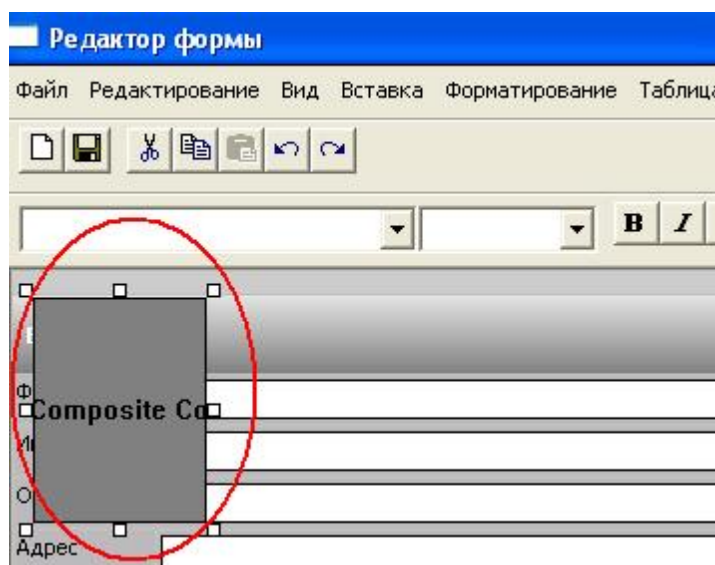 Редактор формы
Файл Редактирование Вид Вставка Форматирование Таблица
B I
Composite Co
Адрес